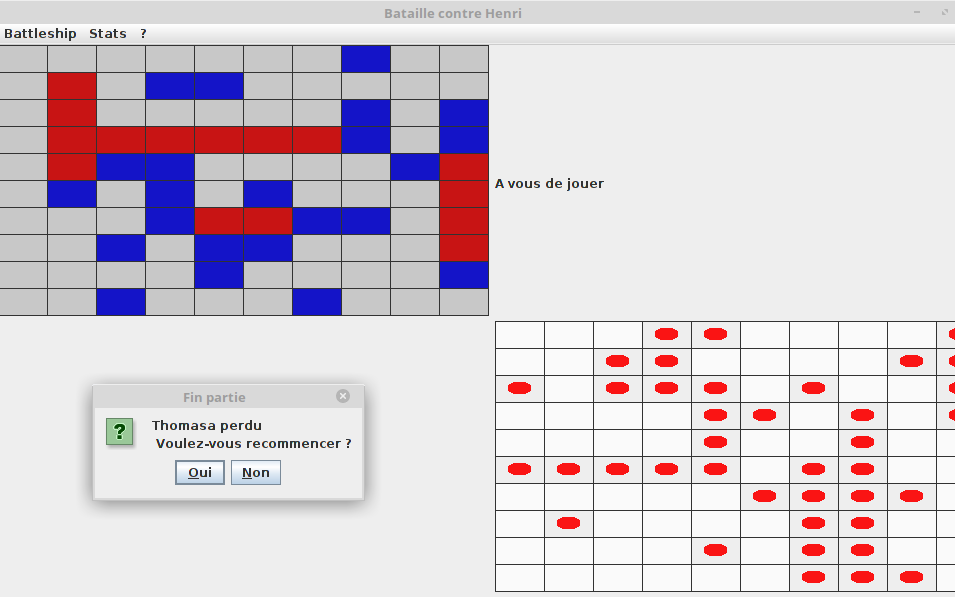 Bataille contre Henri
Battleship Stats ?
A vous de jouer
Fin partie
Thomasa perdu
Voulez-vous recommencer ?
Oui Non